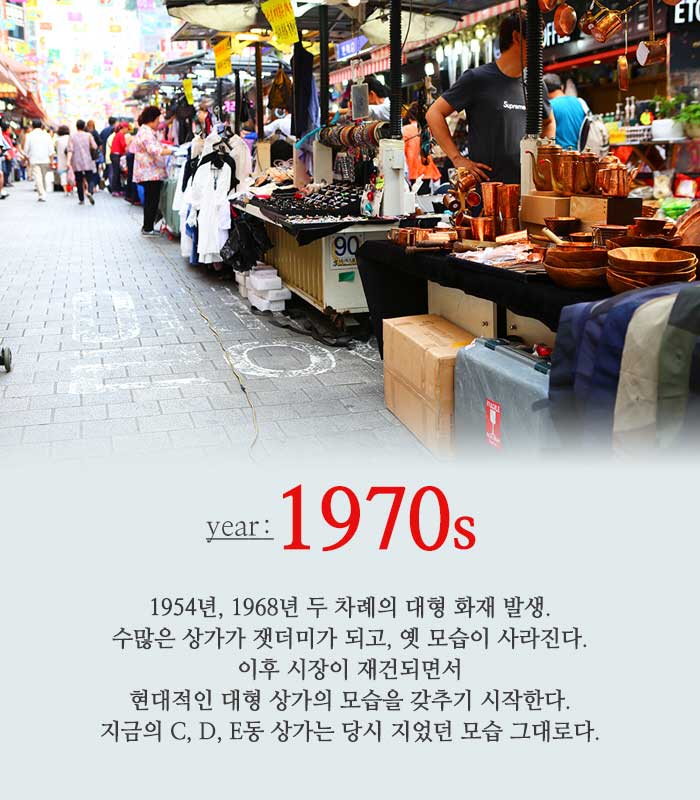 Supreme
90
year: 1970s
1954년, 1968년 두 차례의 대형 화재 발생.
수많은 상가가 잿더미가 되고, 옛 모습이 사라진다.
이후 시장이 재건되면서
현대적인 대형 상가의 모습을 갖추기 시작한다.
지금의 C, D, E동 상가는 당시 지었던 모습 그대로다.